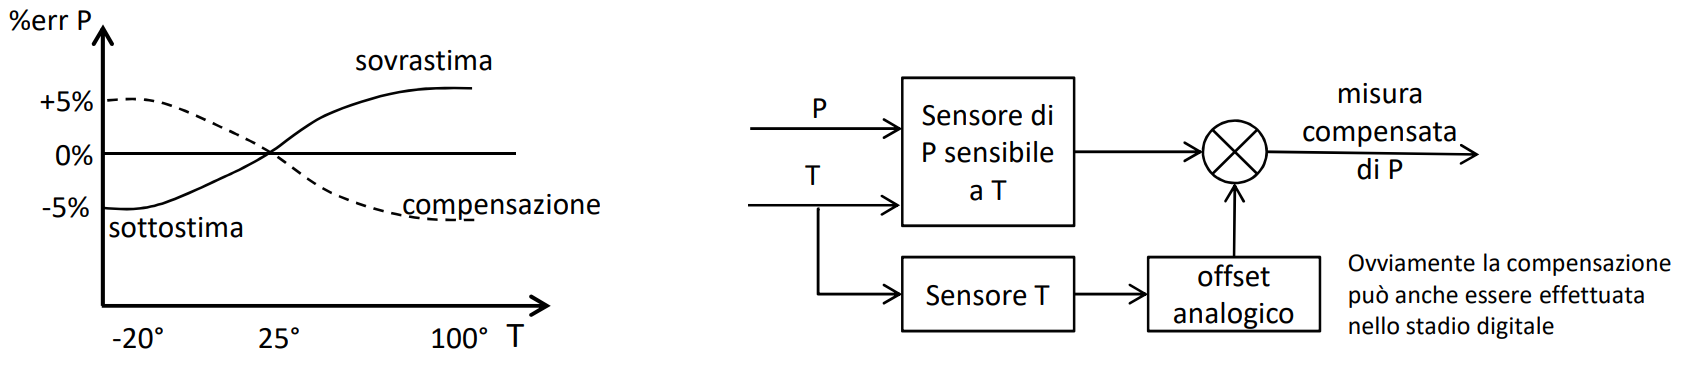 %err P
sovrastima
+5%
0%
-5%
compensazione
sottostima
-20°
25°
100°
T
P
T
Sensore di
P sensibile
a T
misura
compensata
di P
Sensore T
offset
analogico
Ovviamente la compensazione
può anche essere effettuata
nello stadio digitale